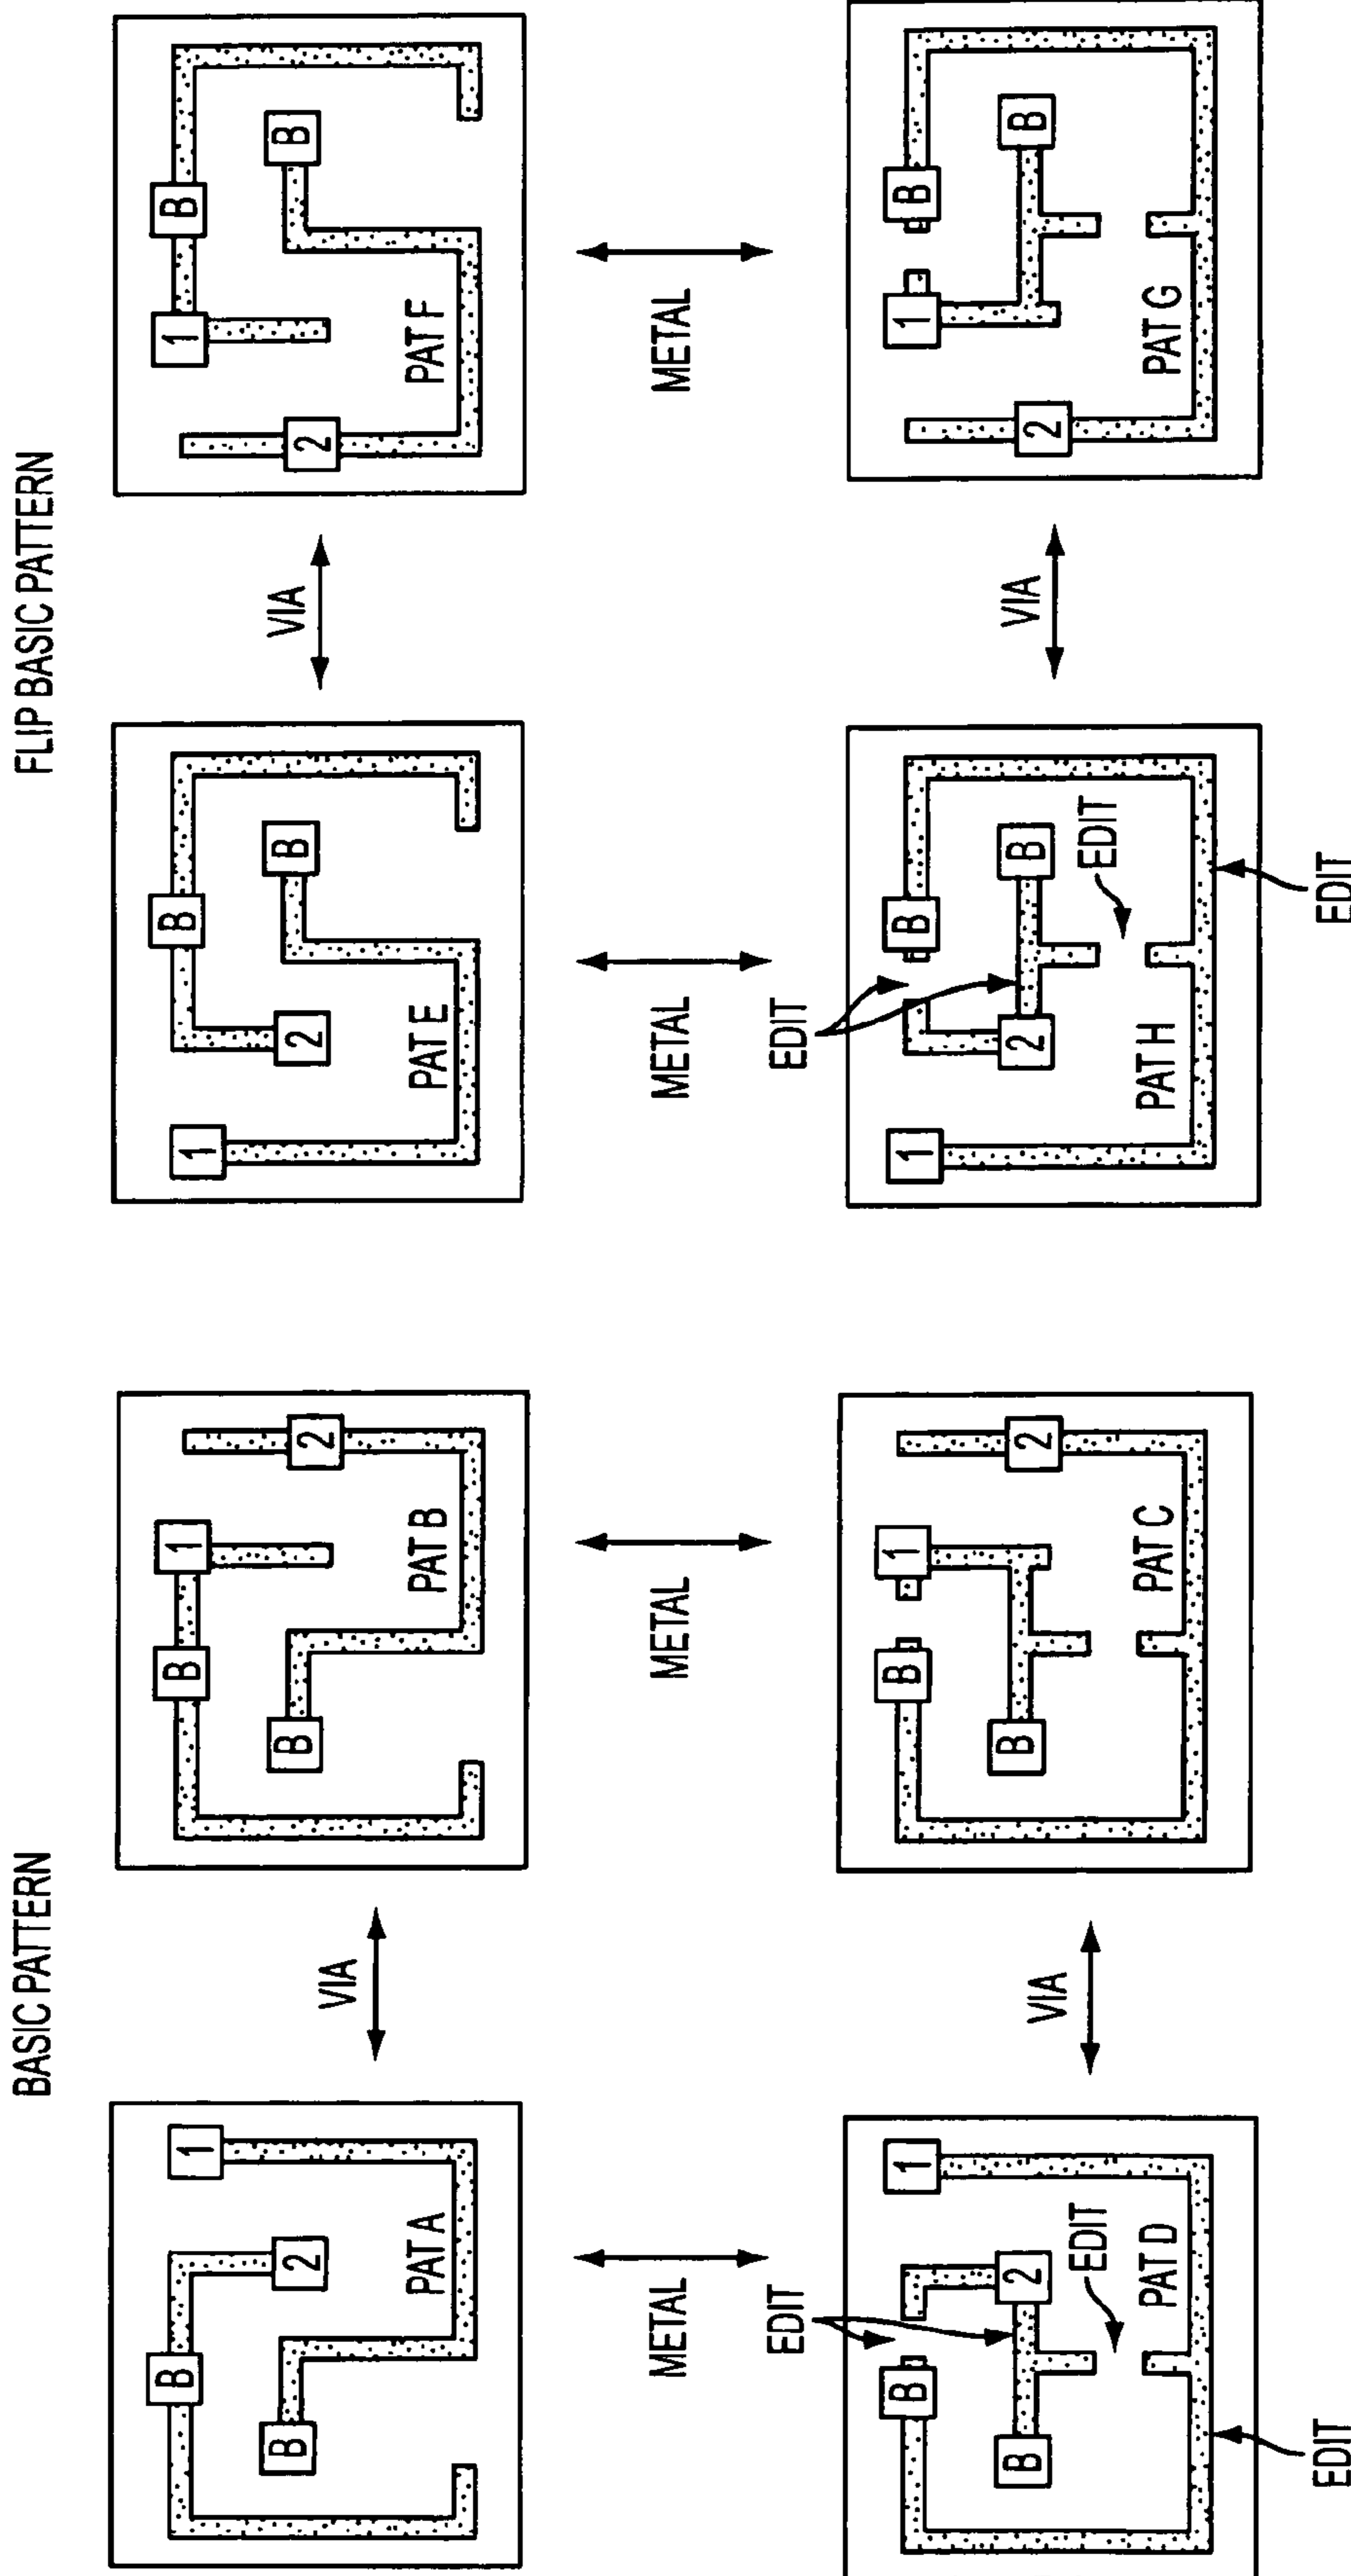 BASIC PATTERN
B 1
B 2
PAT A
VIA
B 1
B 2
PAT B
METAL
METAL
EDIT
B 1
B 2
EDIT
PAT D
EDIT
VIA
B 1
B 2
PAT C
FLIP BASIC PATTERN
1 B
2 B
PAT E
VIA
1 B
2 B
PAT F
METAL
METAL
EDIT
1 B
2 B
EDIT
PAT H
EDIT
VIA
1 B
2 B
PAT G